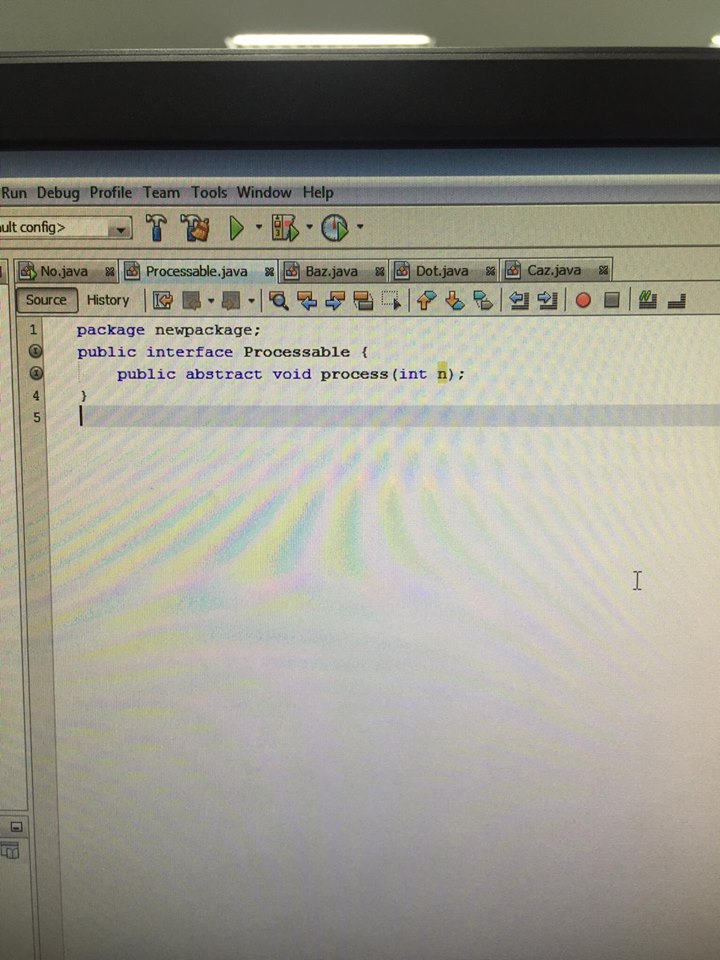 Run Debug Profile Team Tools Window Help
ult config>
No.java Processable.java Baz.java Dot.java Caz.java
Source History
1 package newpackage;
public interface Processable {
public abstract void process(int n);
4 }
5